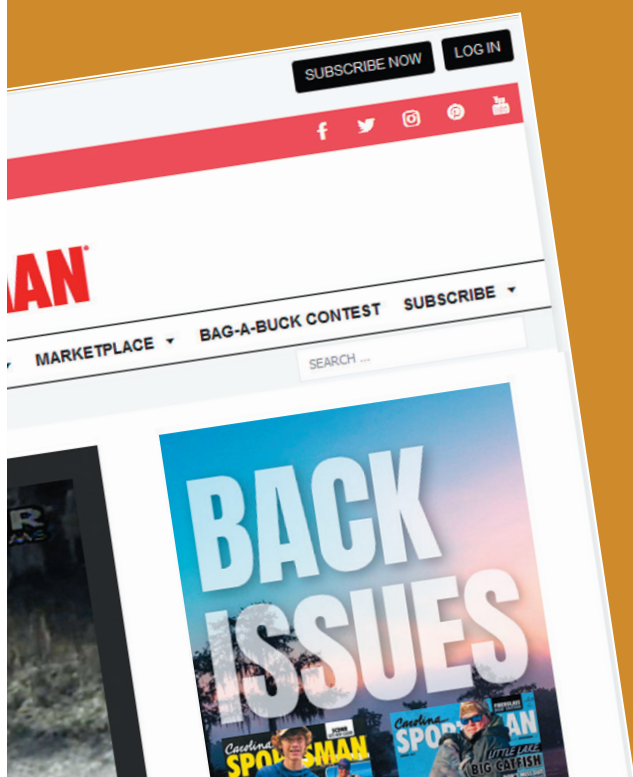 SUBSCRIBE NOW LOG IN
MAN
MARKETPLACE BAG-A-BUCK CONTEST SUBSCRIBE
SEARCH ...
BACK
ISSUES
Carolina
SPORTSMAN
Carolina
LITTLE LAKE
BIG CATFISH